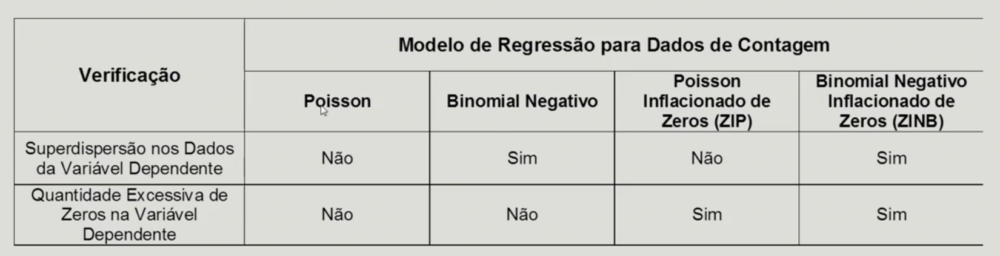 Verificação
Modelo de Regressão para Dados de Contagem
Poisson
Binomial Negativo
Poisson
Inflacionado de
Zeros (ZIP)
Binomial Negativo
Inflacionado de
Zeros (ZINB)
Superdispersão nos Dados
da Variável Dependente
Não
Sim
Não
Sim
Quantidade Excessiva de
Zeros na Variável
Dependente
Não
Não
Sim
Sim